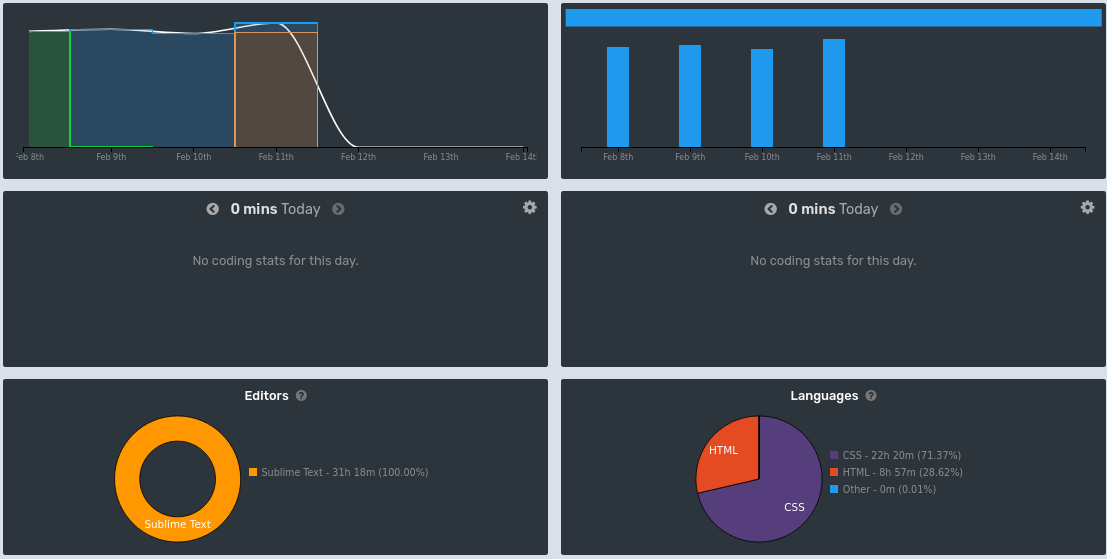 Feb 8th Feb 9th Feb 10th Feb 11th Feb 12th Feb 13th Feb 14th
Feb 8th Feb 9th Feb 10th Feb 11th Feb 12th Feb 13th Feb 14th
0 mins Today
No coding stats for this day.
0 mins Today
No coding stats for this day.
Editors ?
Sublime Text - 31h 18m (100.00%)
Sublime Text
Languages ?
HTML
CSS
CSS - 22h 20m (71.37%)
HTML - 8h 57m (28.62%)
Other - 0m (0.01%)